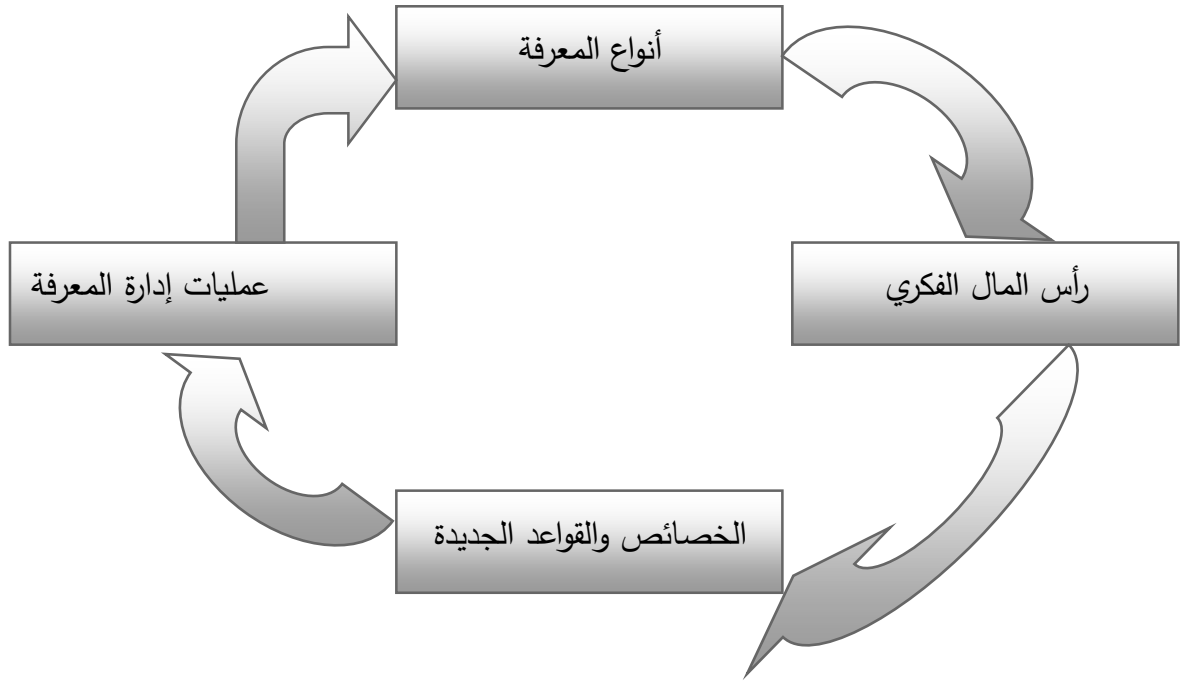 أنواع المعرفة
رأس المال الفكري
عمليات إدارة المعرفة
الخصائص والقواعد الجديدة